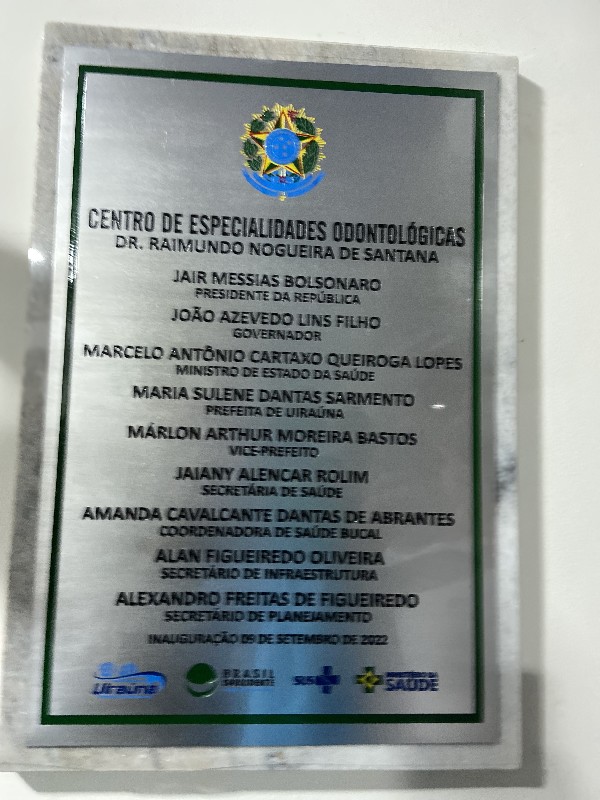 CENTRO DE ESPECIALIDADES ODONTOLÓGICAS
DR. RAIMUNDO NOGUEIRA DE SANTANA
JAIR MESSIAS BOLSONARO
PRESIDENTE DA REPÚBLICA
JOÃO AZEVEDO LINS FILHO
GOVERNADOR
MARCELO ANTÔNIO CARTAXO QUEIROGA LOPES
MINISTRO DE ESTADO DA SAÚDE
MARIA SULENE DANTAS SARMENTO
PREFEITA DE UIRAÚNA
MÁRLON ARTHUR MOREIRA BASTOS
VICE-PREFEITO
JAIANY ALENCAR ROLIM
SECRETÁRIA DE SAÚDE
AMANDA CAVALCANTE DANTAS DE ABRANTES
COORDENADORA DE SAÚDE BUCAL
ALAN FIGUEIREDO OLIVEIRA
SECRETÁRIO DE INFRAESTRUTURA
ALEXANDRO FREITAS DE FIGUEIREDO
SECRETÁRIO DE PLANEJAMENTO
INAUGURAÇÃO 09 DE SETEMBRO DE 2022
Uiraúna
BRASIL
SORRIDENTE
SUS
MINISTÉRIO DA
SAÚDE